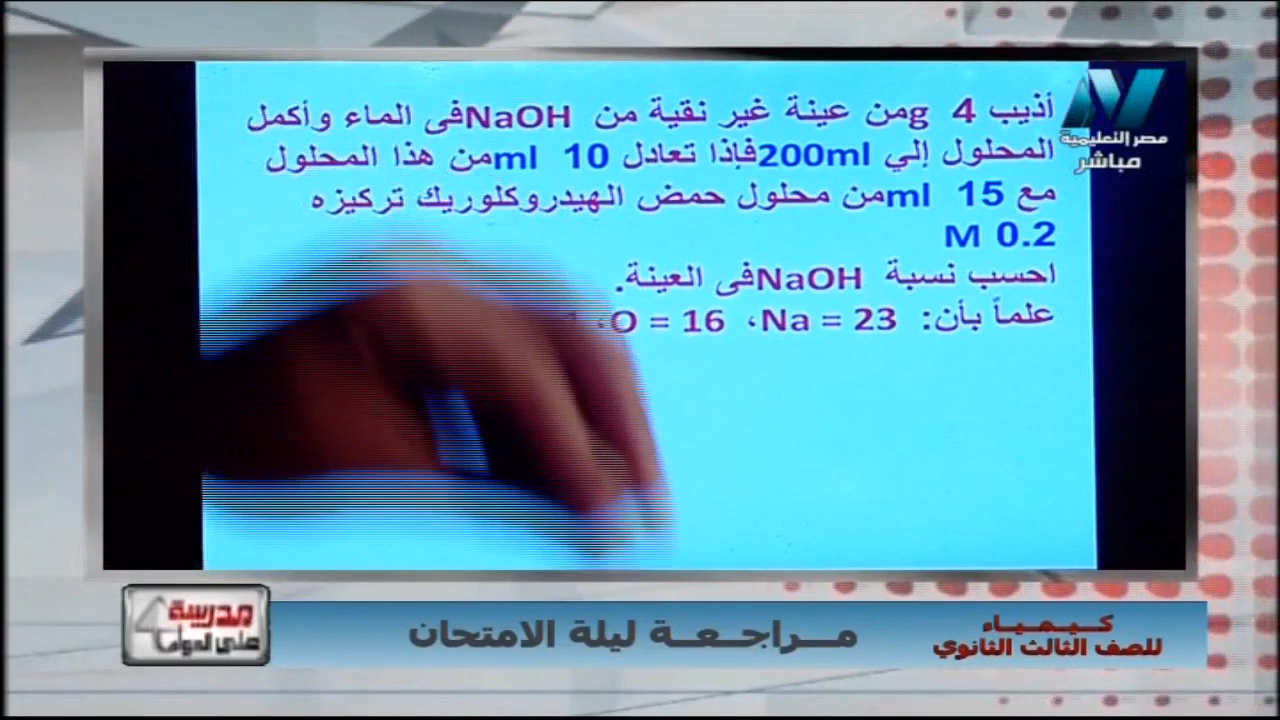 أذيب 4 g من عينة غير نقية من NaOH فى الماء وأكمل
المحلول إلي 200ml فإذا تعادل 10 ml من هذا المحلول
مع 15 ml من محلول حمض الهيدروكلوريك تركيزه
0.2 M
احسب نسبة NaOH فى العينة.
علماً بأن: Na = 23 ، O = 16 ،
مصر التعليمية
مباشر
كيمياء
للصف الثالث الثانوي
مراجعة ليلة الامتحان
مدرسة
على الهواء